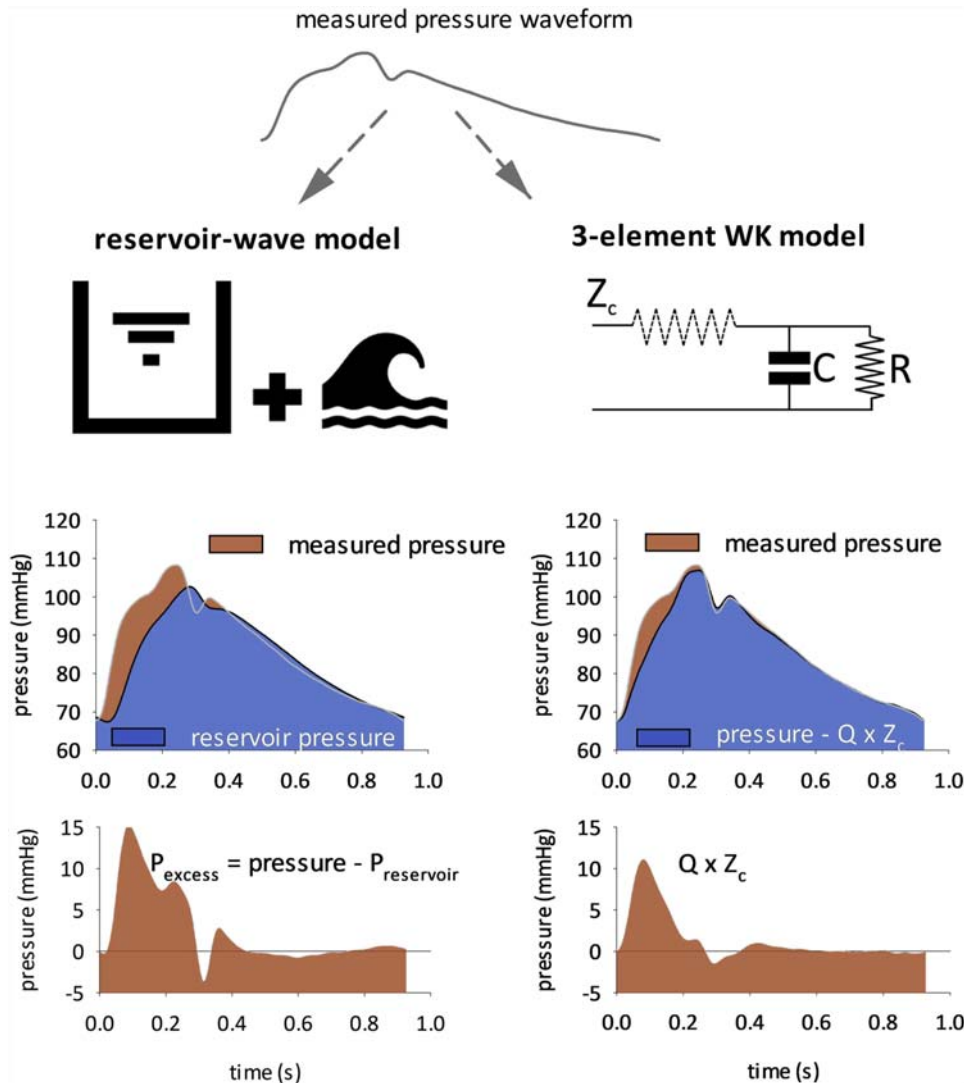 measured pressure waveform
reservoir-wave model
3-element WK model
Zc
C
R
120
110
100
90
80
70
60
pressure (mmHg)
measured pressure
reservoir pressure
0.0 0.2 0.4 0.6 0.8 1.0
120
110
100
90
80
70
60
pressure (mmHg)
measured pressure
pressure - Q x Zc
0.0 0.2 0.4 0.6 0.8 1.0
15
10
5
0
-5
pressure (mmHg)
Pexcess = pressure - Preservoir
0.0 0.2 0.4 0.6 0.8 1.0
time (s)
15
10
5
0
-5
pressure (mmHg)
Q x Zc
0.0 0.2 0.4 0.6 0.8 1.0
time (s)